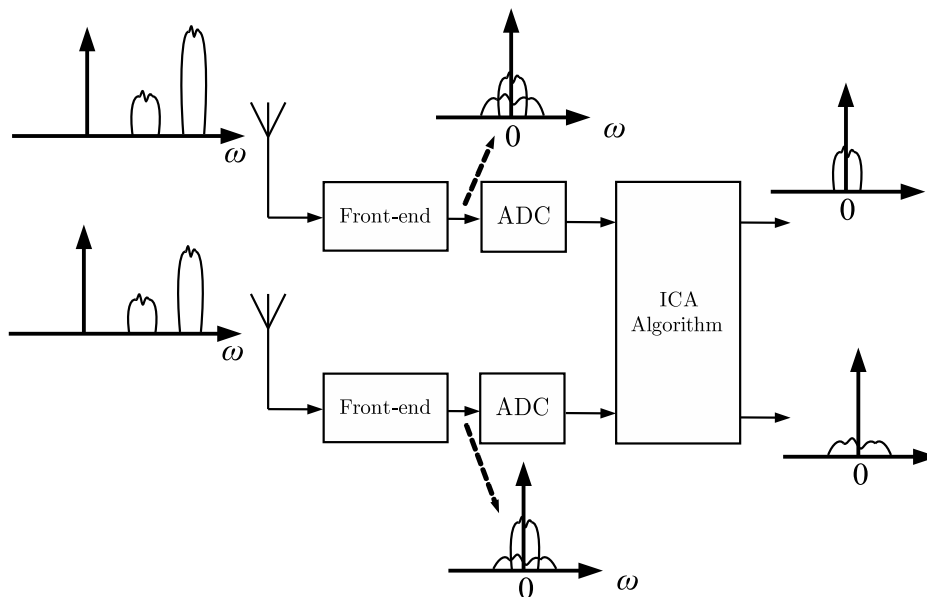 ω
0
ω
Front-end
ADC
0
ω
ICA
Algorithm
Front-end
ADC
0
0
ω